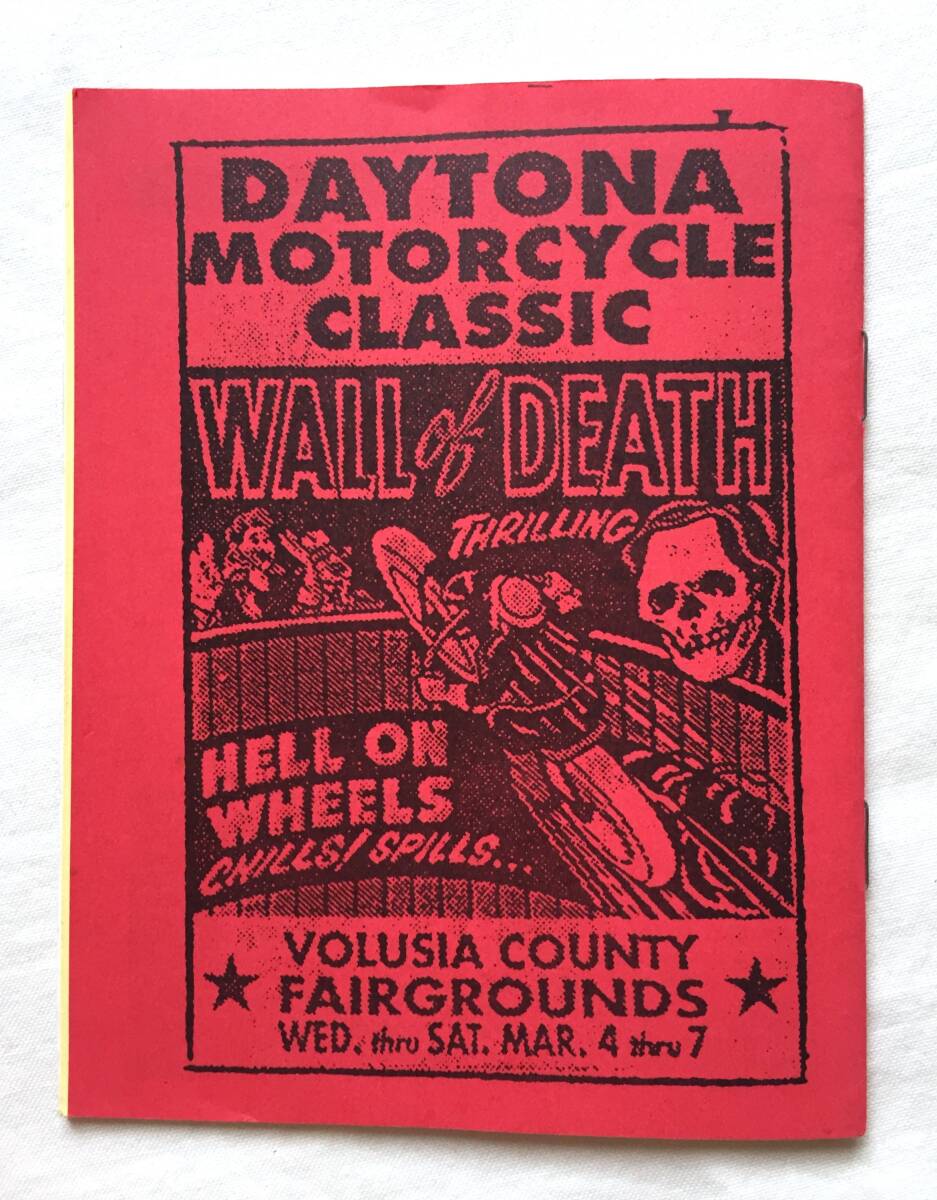 DAYTONA
MOTORCYCLE
CLASSIC
WALL of DEATH
THRILLING
HELL ON
WHEELS
CHILLS! SPILLS...
VOLUSIA COUNTY
FAIRGROUNDS
WED. thru SAT. MAR. 4 thru 7